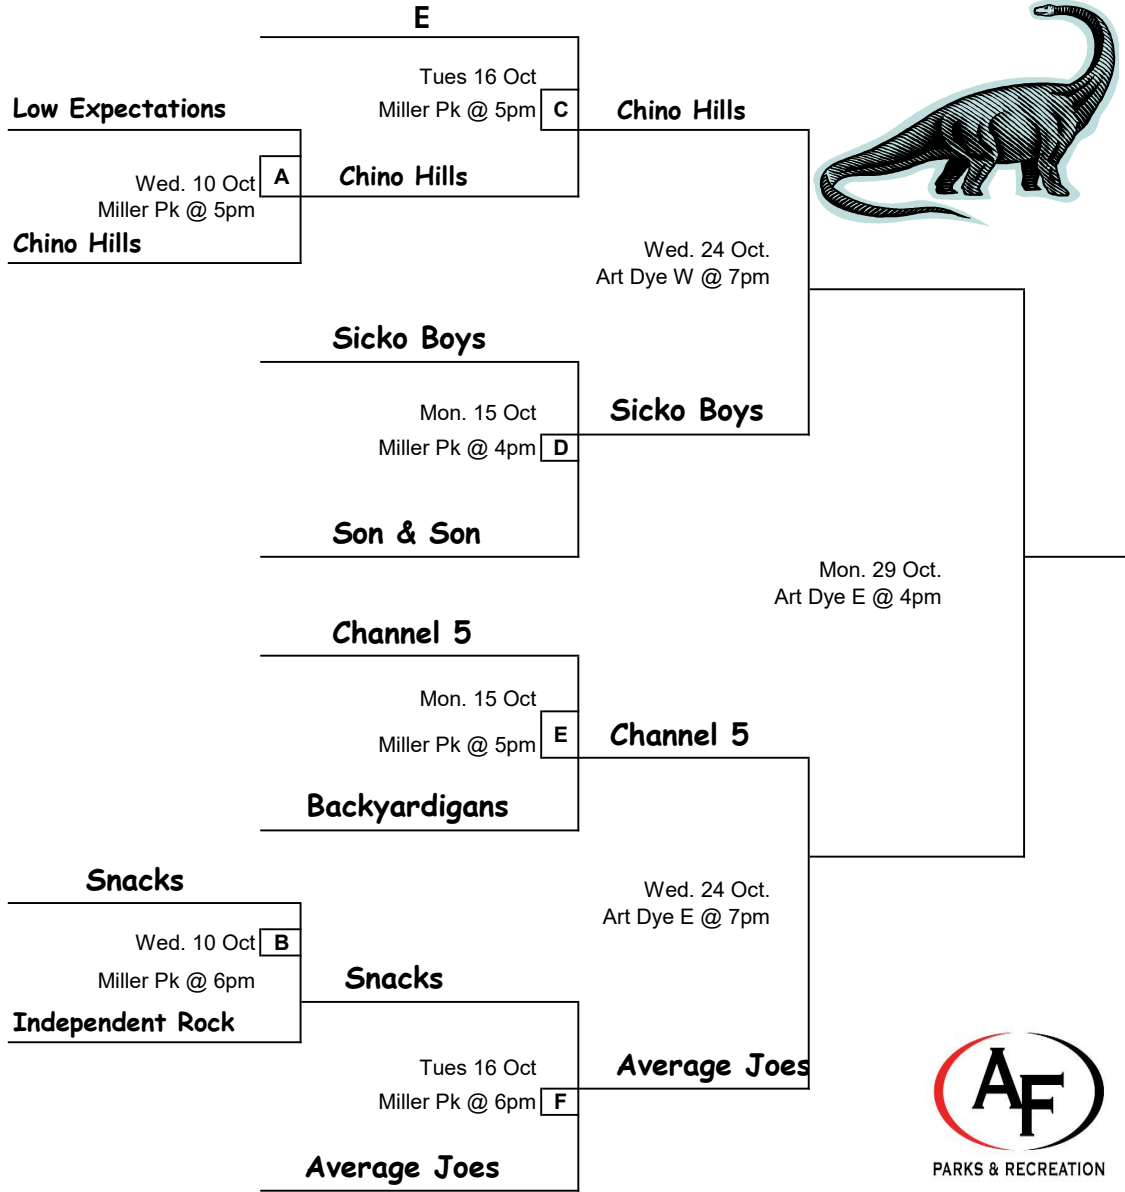 E
Tues 16 Oct
Low Expectations
Miller Pk @ 5pm
C
Chino Hills
Wed. 10 Oct
A
Chino Hills
Miller Pk @ 5pm
Chino Hills
Wed. 24 Oct.
Art Dye W @ 7pm
Sicko Boys
Mon. 15 Oct
Sicko Boys
Miller Pk @ 4pm
D
Son & Son
Mon. 29 Oct.
Art Dye E @ 4pm
Channel 5
Mon. 15 Oct
Miller Pk @ 5pm
E
Channel 5
Backyardigans
Snacks
Wed. 24 Oct.
Art Dye E @ 7pm
Wed. 10 Oct
B
Miller Pk @ 6pm
Snacks
Independent Rock
Tues 16 Oct
Average Joes
Miller Pk @ 6pm
F
Average Joes
AF
PARKS & RECREATION